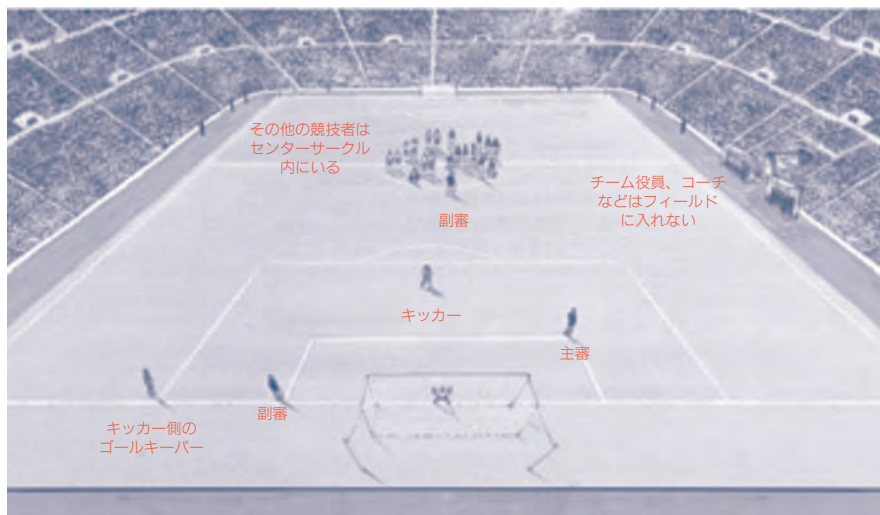 その他の競技者は
センターサークル
内にいる
チーム役員、コーチ
などはフィールド
に入れない
副審
キッカー
主審
副審
キッカー側の
ゴールキーパー